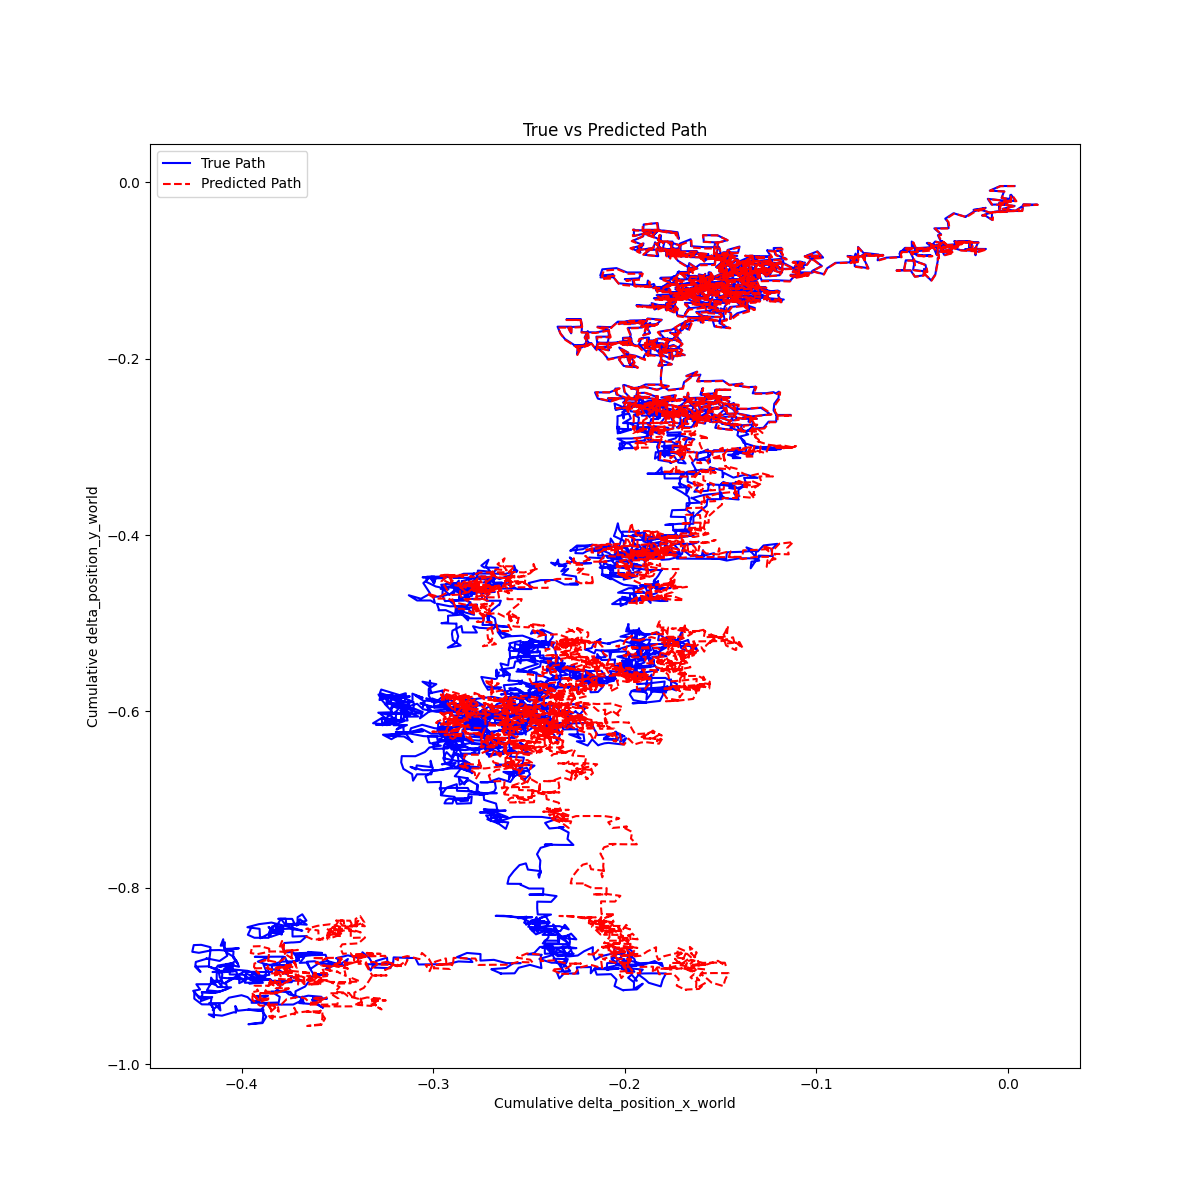 True vs Predicted Path
True Path
Predicted Path
0.0
−0.2
−0.4
−0.6
−0.8
−1.0
Cumulative delta_position_y_world
−0.4
−0.3
−0.2
−0.1
0.0
Cumulative delta_position_x_world